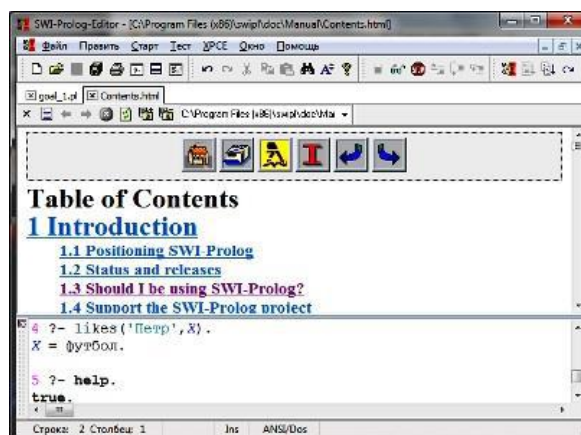 SWI-Prolog-Editor - [C:\Program Files (x86)\swipl\doc\Manual\Contents.html]
Файл Править Старт Тест XPCE Окно Помощь
goal_1.pl Contents.html
C:\Program Files (x86)\swipl\doc\Mar
Table of Contents
1 Introduction
1.1 Positioning SWI-Prolog
1.2 Status and releases
1.3 Should I be using SWI-Prolog?
1.4 Support the SWI-Prolog project
4 ?- likes('Петр',X).
X = футбол.
5 ?- help.
true.
Строка: 2 Столбец: 1 Ins ANSI/Dos